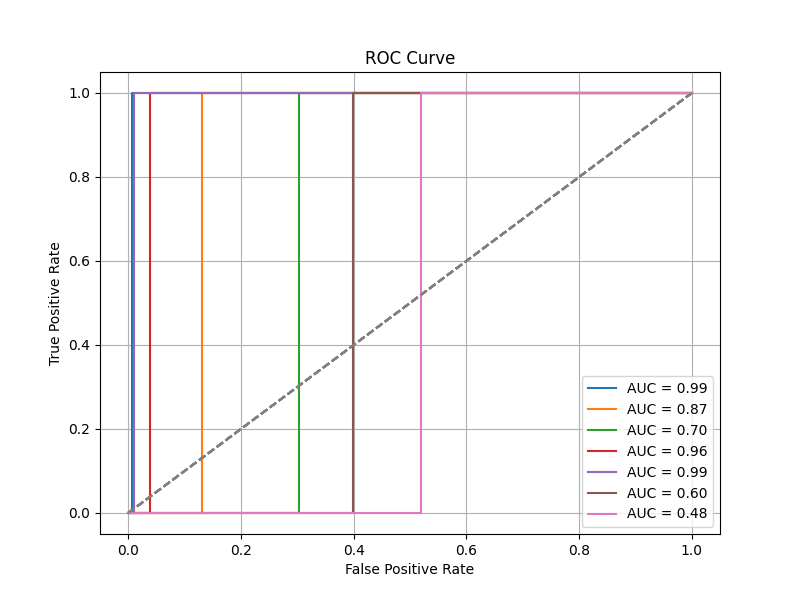 ROC Curve
True Positive Rate
1.0
0.8
0.6
0.4
0.2
0.0
AUC = 0.99
AUC = 0.87
AUC = 0.70
AUC = 0.96
AUC = 0.99
AUC = 0.60
AUC = 0.48
0.0 0.2 0.4 0.6 0.8 1.0
False Positive Rate